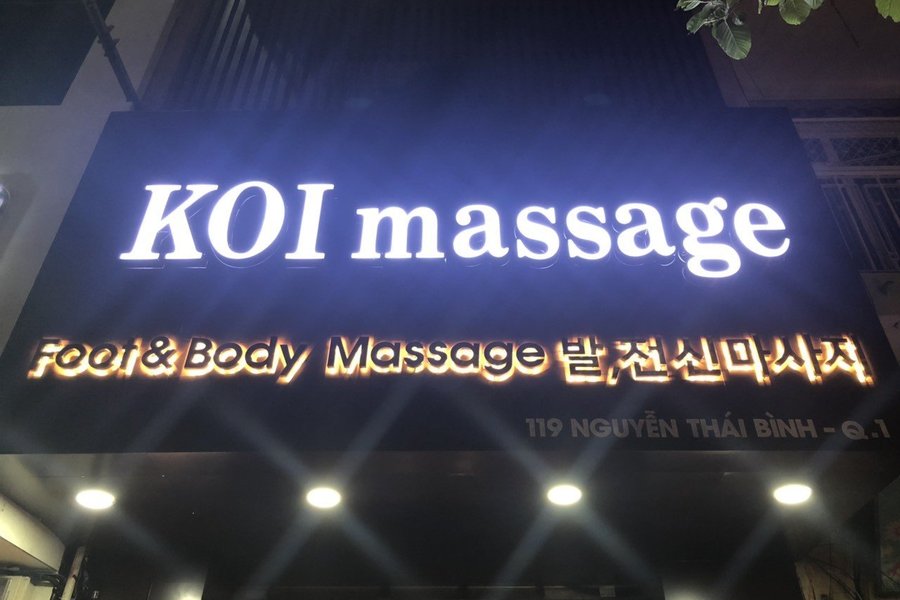 KOI massage
Foot & Body Massage 발,전신마사지
119 NGUYỄN THÁI BÌNH - Q.1